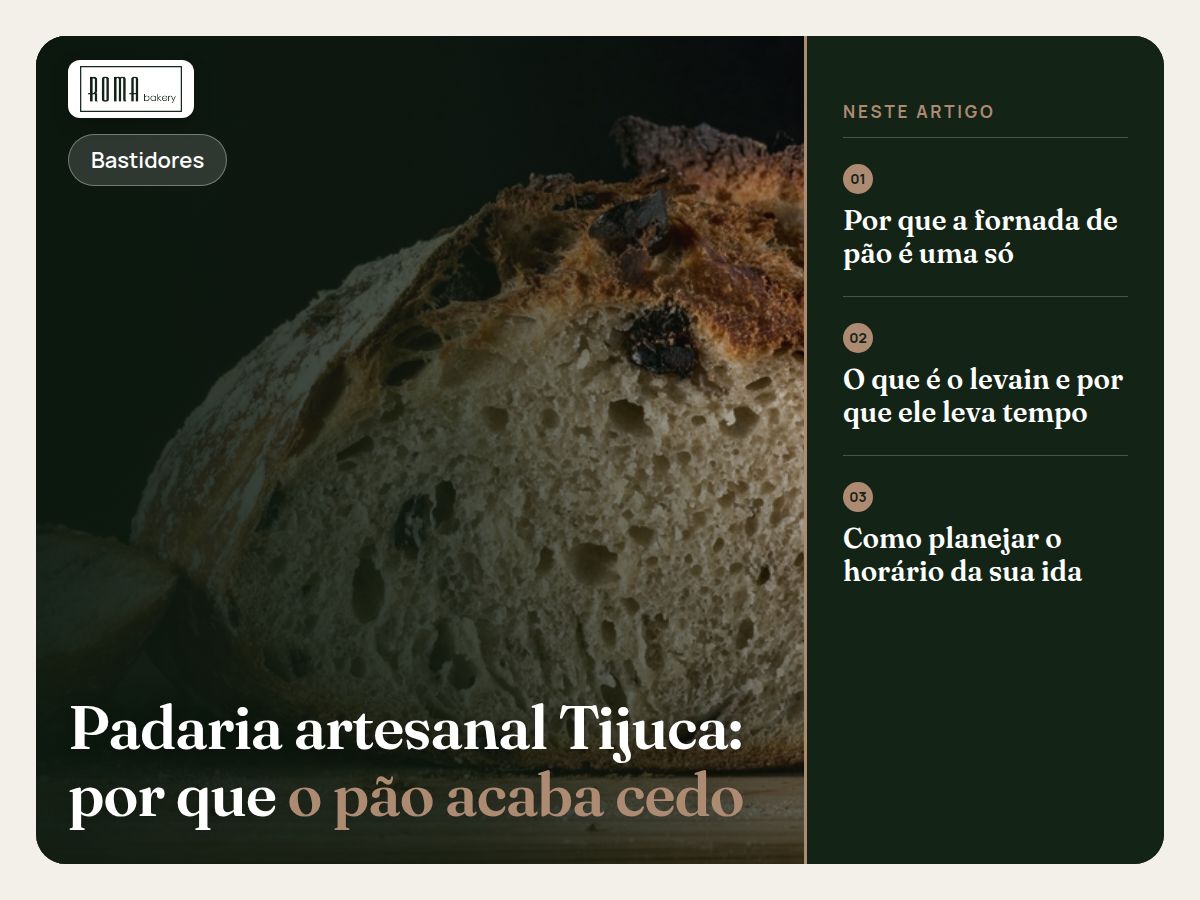 ROMA bakery
Bastidores
Padaria artesanal Tijuca:
por que o pão acaba cedo
NESTE ARTIGO
01
Por que a fornada de
pão é uma só
02
O que é o levain e por
que ele leva tempo
03
Como planejar o
horário da sua ida